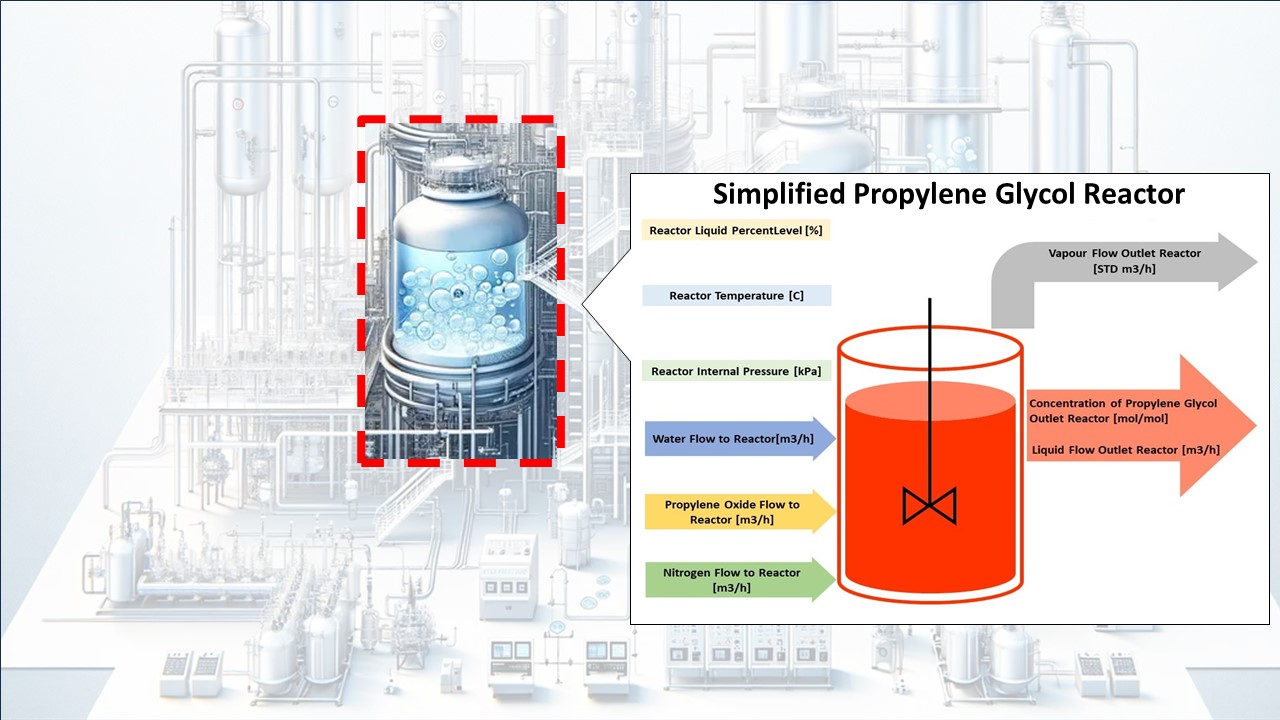 Simplified Propylene Glycol Reactor
Reactor Liquid PercentLevel [%]
Vapour Flow Outlet Reactor
[STD m3/h]
Reactor Temperature [C]
Reactor Internal Pressure [kPa]
Concentration of Propylene Glycol
Outlet Reactor [mol/mol]
Water Flow to Reactor[m3/h]
Liquid Flow Outlet Reactor [m3/h]
Propylene Oxide Flow to
Reactor [m3/h]
Nitrogen Flow to Reactor
[m3/h]